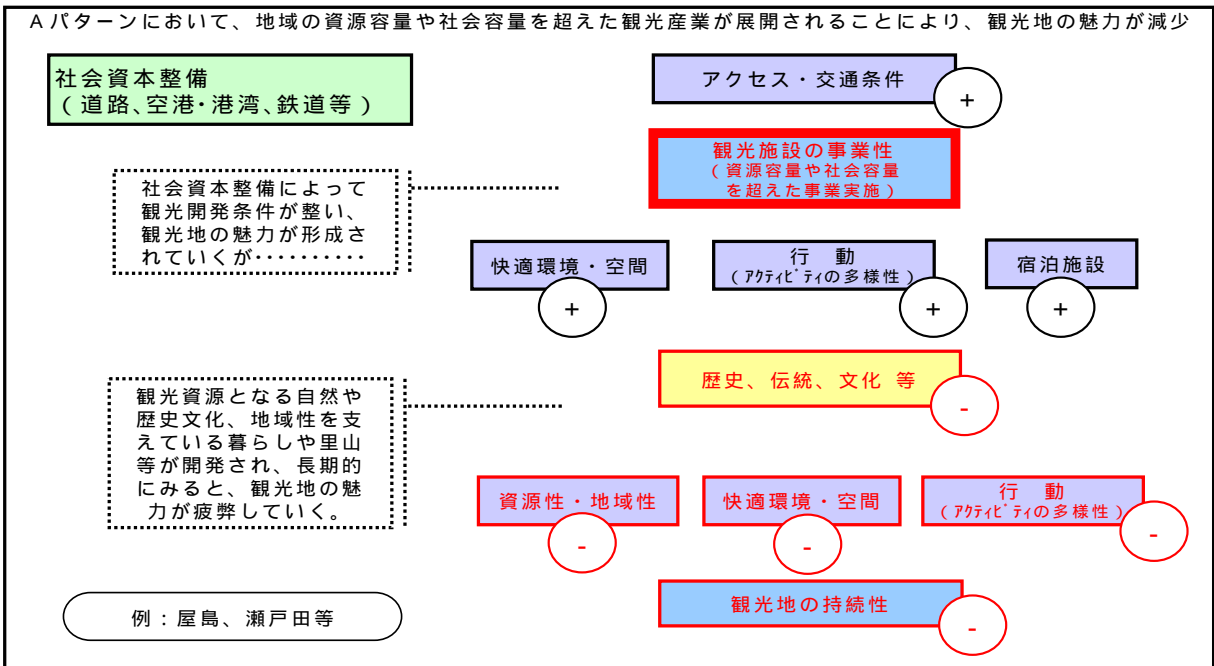 Aパターンにおいて、地域の資源容量や社会容量を超えた観光産業が展開されることにより、観光地の魅力が減少
社会資本整備
(道路、空港・港湾、鉄道等)
アクセス・交通条件
+
観光施設の事業性
(資源容量や社会容量
を超えた事業実施)
社会資本整備によって
観光開発条件が整い、
観光地の魅力が形成さ
れていくが・・・・・・・・・・
快適環境・空間
+
行 動
(アクティビティの多様性)
+
宿泊施設
+
歴史、伝統、文化 等
-
観光資源となる自然や
歴史文化、地域性を支
えている暮らしや里山
等が開発され、長期的
にみると、観光地の魅
力が疲弊していく。
資源性・地域性
-
快適環境・空間
-
行 動
(アクティビティの多様性)
-
観光地の持続性
-
例:屋島、瀬戸田等